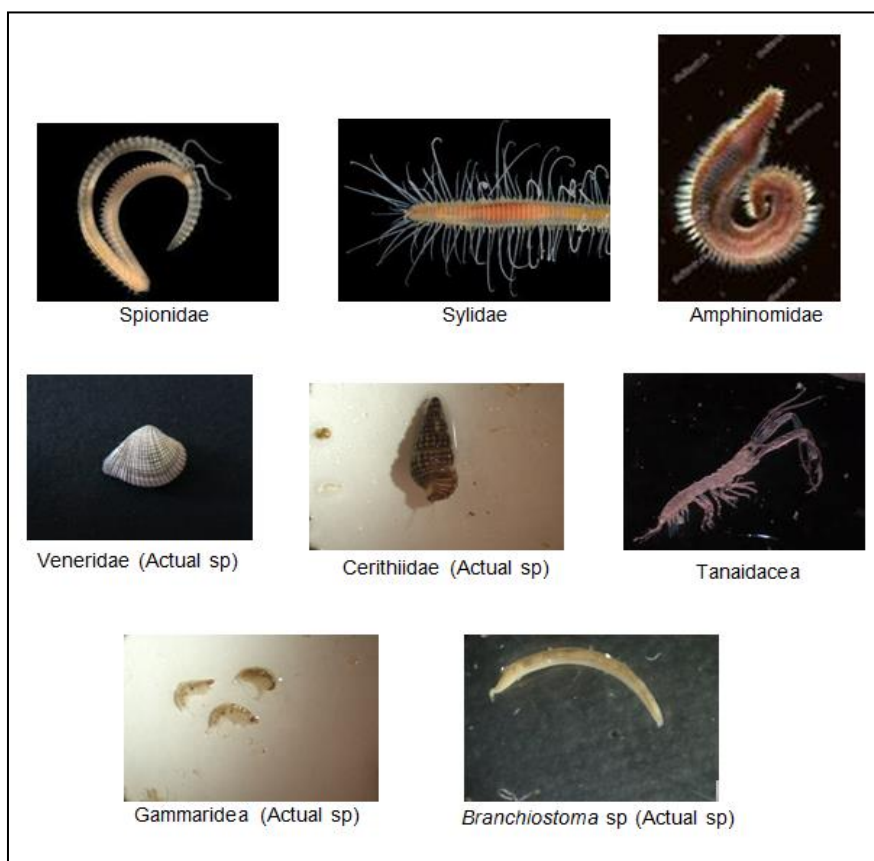 Spionidae
Sylidae
Amphinomidae
Veneridae (Actual sp)
Cerithiidae (Actual sp)
Tanaidacea
Gammaridea (Actual sp)
Branchiostoma sp (Actual sp)